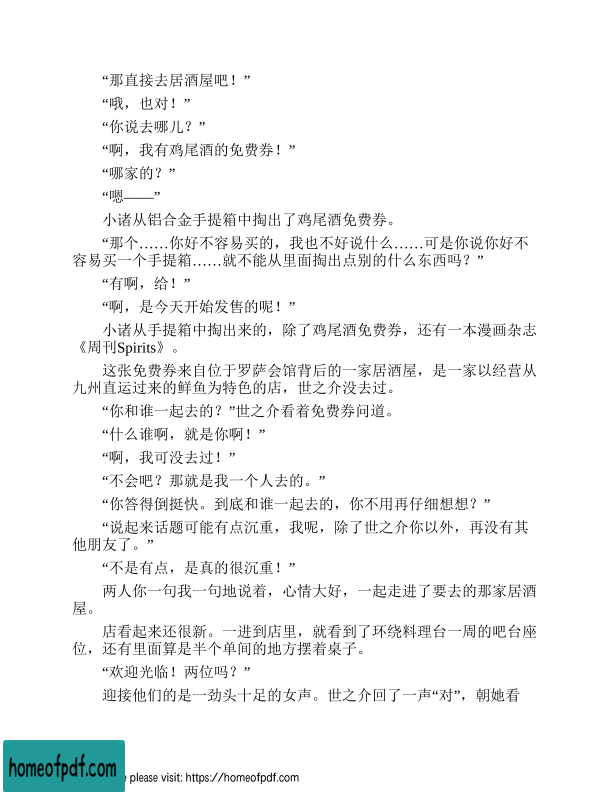 “那直接去居酒屋吧！”
“哦，也对！”
“你说去哪儿？”
“啊，我有鸡尾酒的免费券！”
“哪家的？”
“嗯——”
小诸从铝合金手提箱中掏出了鸡尾酒免费券。
“那个……你好不容易买的，我也不好说什么……可是你说你好不
容易买一个手提箱……就不能从里面掏出点别的什么东西吗？”
“有啊，给！”
“啊，是今天开始发售的呢！”
小诸从手提箱中掏出来的，除了鸡尾酒免费券，还有一本漫画杂志
《周刊Spirits》。
这张免费券来自位于罗萨会馆背后的一家居酒屋，是一家以经营从
九州直运过来的鲜鱼为特色的店，世之介没去过。
“你和谁一起去的？”世之介看着免费券问道。
“什么谁啊，就是你啊！”
“啊，我可没去过！”
“不会吧？那就是我一个人去的。”
“你答得倒挺快。到底和谁一起去的，你不用再仔细想想？”
“说起来话题可能有点沉重，我呢，除了世之介你以外，再没有其
他朋友了。”
“不是有点，是真的很沉重！”
两人你一句我一句地说着，心情大好，一起走进了要去的那家居酒
屋。
店看起来还很新。一进到店里，就看到了环绕料理台一周的吧台座
位，还有里面算是半个单间的地方摆着桌子。
“欢迎光临！两位吗？”
迎接他们的是一劲头十足的女声。世之介回了一声“对”，朝她看
homeofpdf.com
e please visit: https://homeofpdf.com